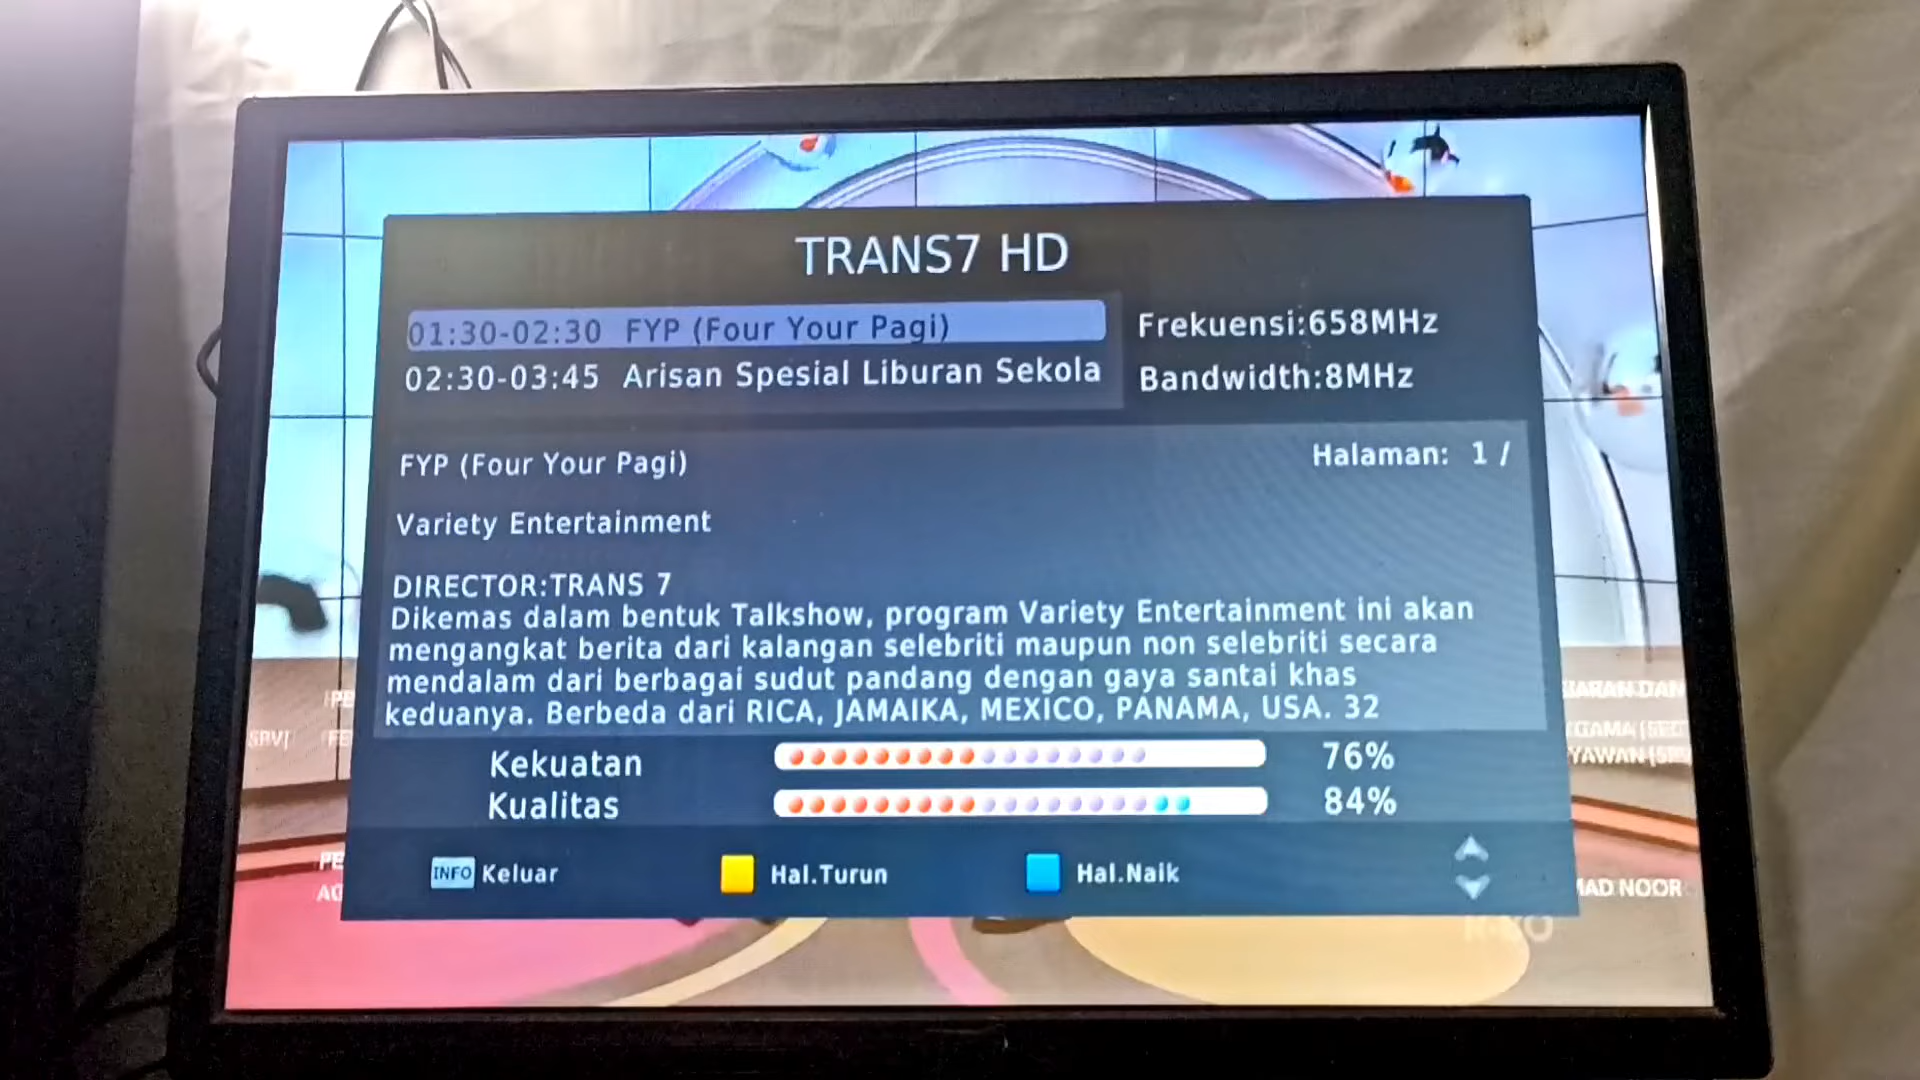 TRANS7 HD
01:30-02:30 FYP (Four Your Pagi)
02:30-03:45 Arisan Spesial Liburan Sekola
Frekuensi:658MHz
Bandwidth:8MHz
FYP (Four Your Pagi)
Halaman: 1 /
Variety Entertainment
DIRECTOR:TRANS 7
Dikemas dalam bentuk Talkshow, program Variety Entertainment ini akan
mengangkat berita dari kalangan selebriti maupun non selebriti secara
mendalam dari berbagai sudut pandang dengan gaya santai khas
keduanya. Berbeda dari RICA, JAMAIKA, MEXICO, PANAMA, USA. 32
Kekuatan 76%
Kualitas 84%
INFO Keluar
Hal.Turun
Hal.Naik
NOOR